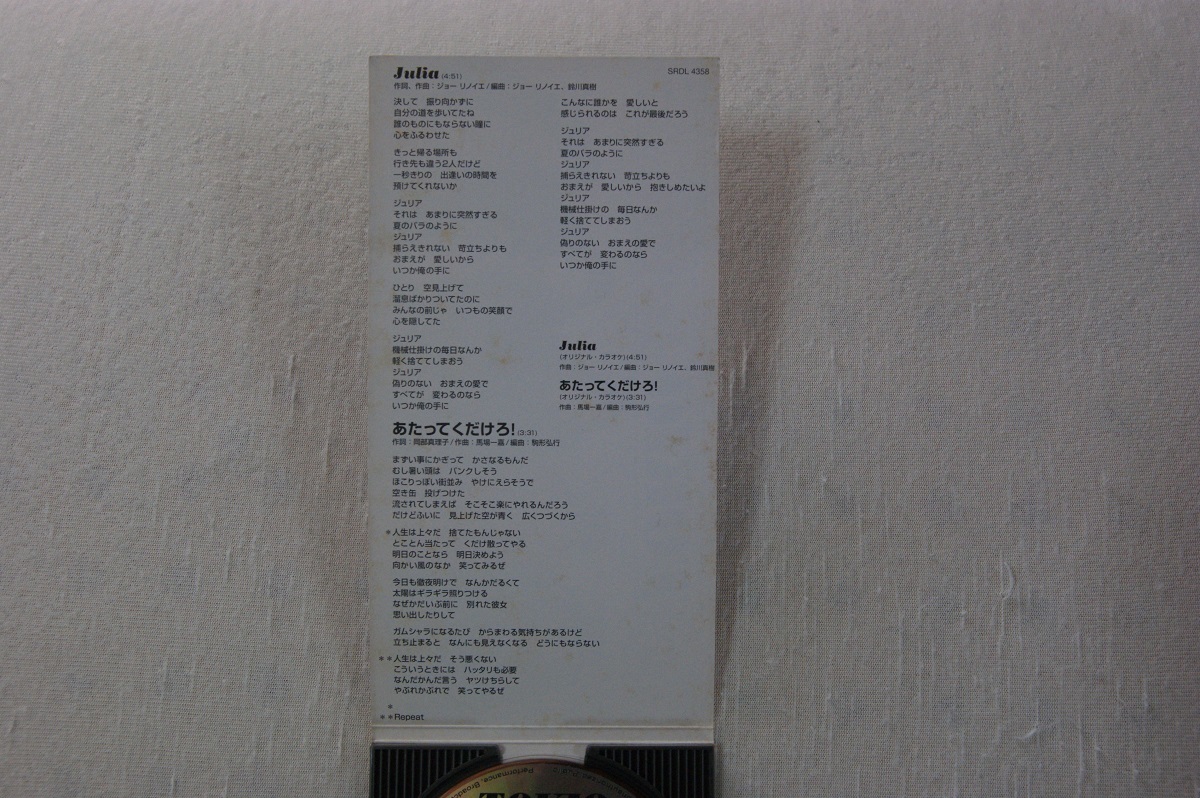 Julia (4:51)
SRDL 4358
作詞、作曲:ジョー リノイエ/編曲:ジョー リノイエ、鈴川真樹
決して 振り向かずに
自分の道を歩いてたね
誰のものにもならない瞳に
心をふるわせた
きっと帰る場所も
行き先も違う2人だけど
一秒きりの 出逢いの時間を
預けてくれないか
ジュリア
それは あまりに突然すぎる
夏のバラのように
ジュリア
捕らえきれない 苛立ちよりも
おまえが 愛しいから
いつか俺の手に
ひとり 空見上げて
溜息ばかりついてたのに
みんなの前じゃ いつもの笑顔で
心を隠してた
ジュリア
機械仕掛けの毎日なんか
軽く捨ててしまおう
ジュリア
偽りのない おまえの愛で
すべてが 変わるのなら
いつか俺の手に
こんなに誰かを 愛しいと
感じられるのは これが最後だろう
ジュリア
それは あまりに突然すぎる
夏のバラのように
ジュリア
捕らえきれない 苛立ちよりも
おまえが 愛しいから 抱きしめたいよ
ジュリア
機械仕掛けの 毎日なんか
軽く捨ててしまおう
ジュリア
偽りのない おまえの愛で
すべてが 変わるのなら
いつか俺の手に
Julia
(オリジナル・カラオケ)(4:51)
作曲:ジョー リノイエ/編曲:ジョー リノイエ、鈴川真樹
あたってくだけろ!
(オリジナル・カラオケ)(3:31)
作曲:馬場一嘉/編曲:駒形弘行
あたってくだけろ!(3:31)
作詞:岡部真理子/作曲:馬場一嘉/編曲:駒形弘行
まずい事にかぎって かさなるもんだ
むし暑い頭は パンクしそう
ほこりっぽい街並み やけにえらそうで
空き缶 投げつけた
流されてしまえば そこそこ楽にやれるんだろう
だけどふいに 見上げた空が青く 広くつづくから
*人生は上々だ 捨てたもんじゃない
とことん当たって くだけ散ってやる
明日のことなら 明日決めよう
向かい風のなか 笑ってみるぜ
今日も徹夜明けで なんかだるくて
太陽はギラギラ照りつける
なぜかだいぶ前に 別れた彼女
思い出したりして
ガムシャラになるたび からまわる気持ちがあるけど
立ち止まると なんにも見えなくなる どうにもならない
**人生は上々だ そう悪くない
こういうときには ハッタリも必要
なんだかんだ言う ヤツけちらして
やぶれかぶれで 笑ってやるぜ
*
**Repeat
TOKIO